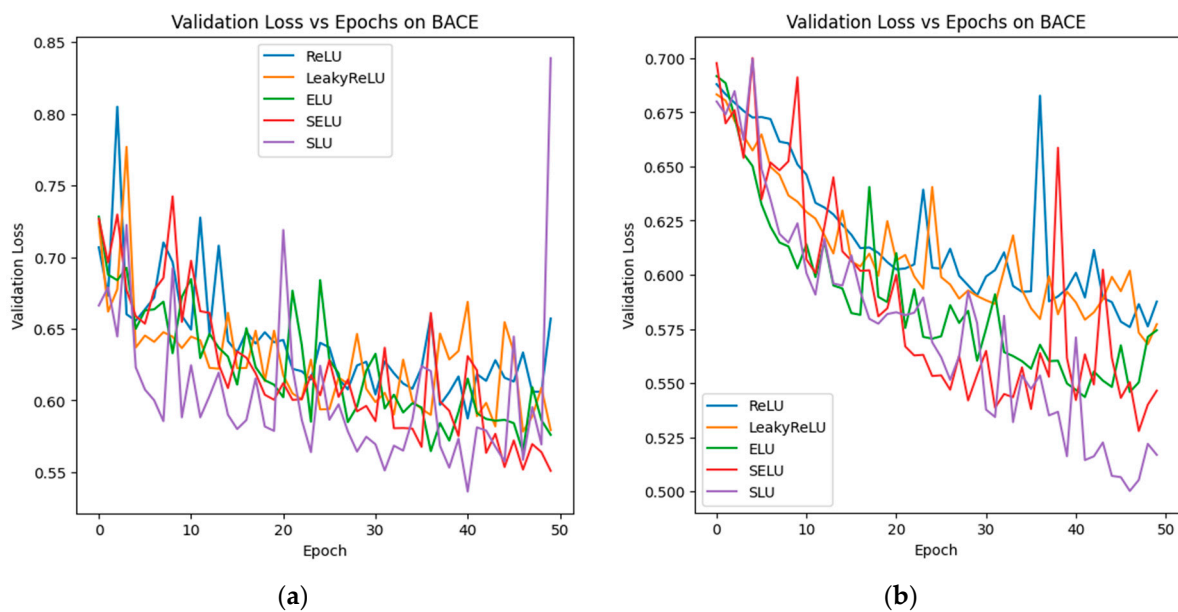 Validation Loss vs Epochs on BACE
0.85
0.80
0.75
0.70
0.65
0.60
0.55
Validation Loss
ReLU
LeakyReLU
ELU
SELU
SLU
0
10
20
30
40
50
Epoch
(a)
Validation Loss vs Epochs on BACE
0.700
0.675
0.650
0.625
0.600
0.575
0.550
0.525
0.500
Validation Loss
ReLU
LeakyReLU
ELU
SELU
SLU
0
10
20
30
40
50
Epoch
(b)